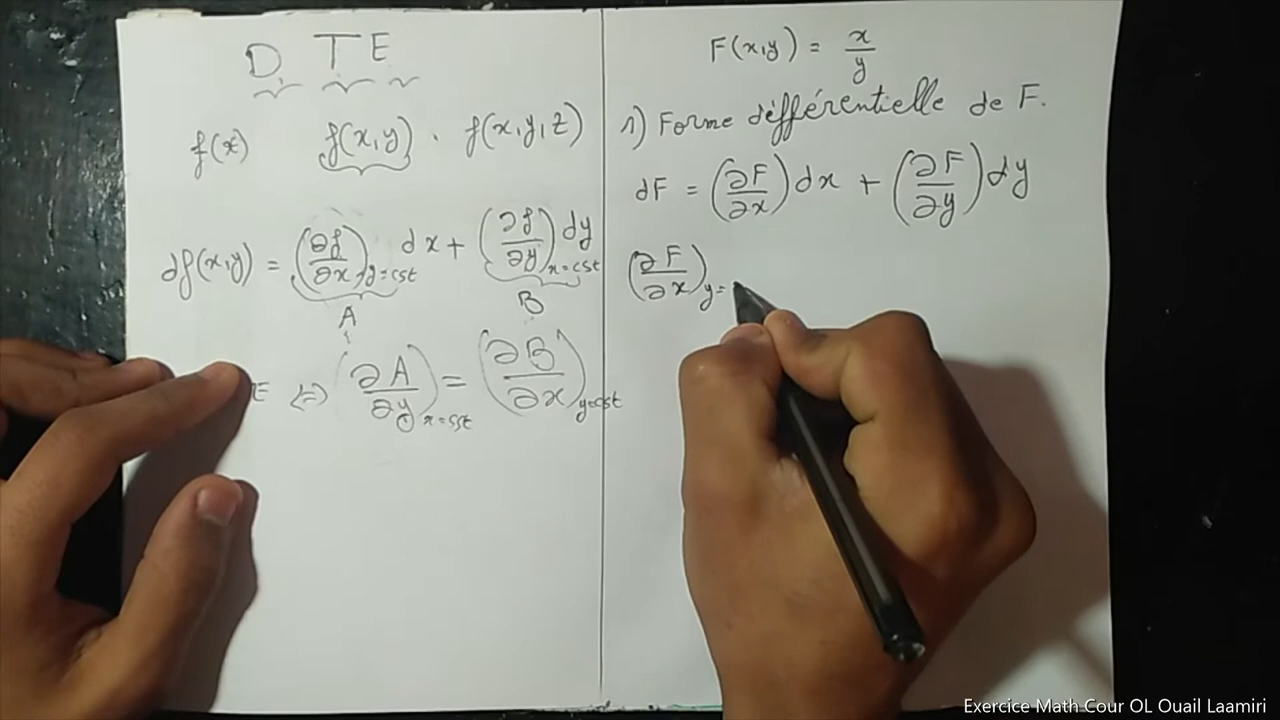 D T E
f(x) f(x,y) . f(x,y,z)
df(x,y) = (∂f/∂x)y=cst dx + (∂f/∂y)x=cst dy
A B
E ⇔ (∂A/∂y)x=cst = (∂B/∂x)y=cst
F(x,y) = x/y
1) Forme différentielle de F.
dF = (∂F/∂x)dx + (∂F/∂y)dy
(∂F/∂x)y=
Exercice Math Cour OL Ouail Laamiri